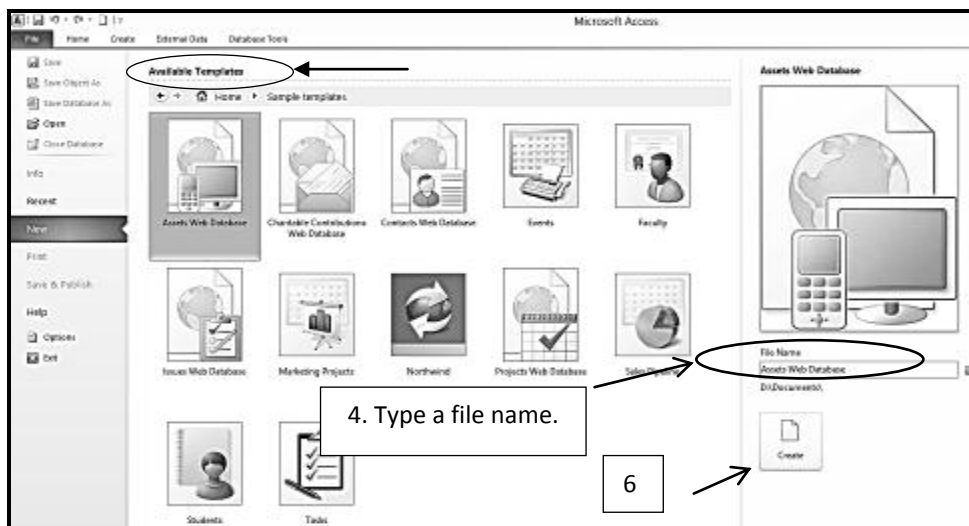 Microsoft Access
File Home Create External Data Database Tools
Save
Save Object As
Save Database As
Open
Close Database
Info
Recent
New
Print
Save & Publish
Help
Options
Exit
Available Templates
Home Sample templates
Assets Web Database
Charitable Contributions
Web Database
Contacts Web Database
Events
Faculty
Issues Web Database
Marketing Projects
Northwind
Projects Web Database
Sales Pipeline
Students
Tasks
4. Type a file name.
6
Assets Web Database
File Name
Assets Web Database
D:\Documents\
Create